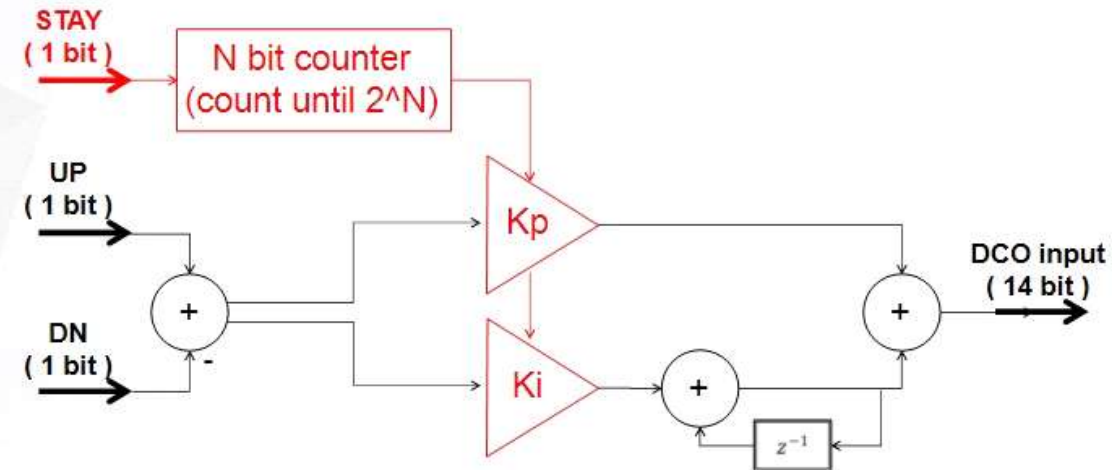 STAY
( 1 bit )
N bit counter
(count until 2^N)
UP
( 1 bit )
Kp
+
DN
( 1 bit )
-
Ki
+
z⁻¹
+
DCO input
( 14 bit )